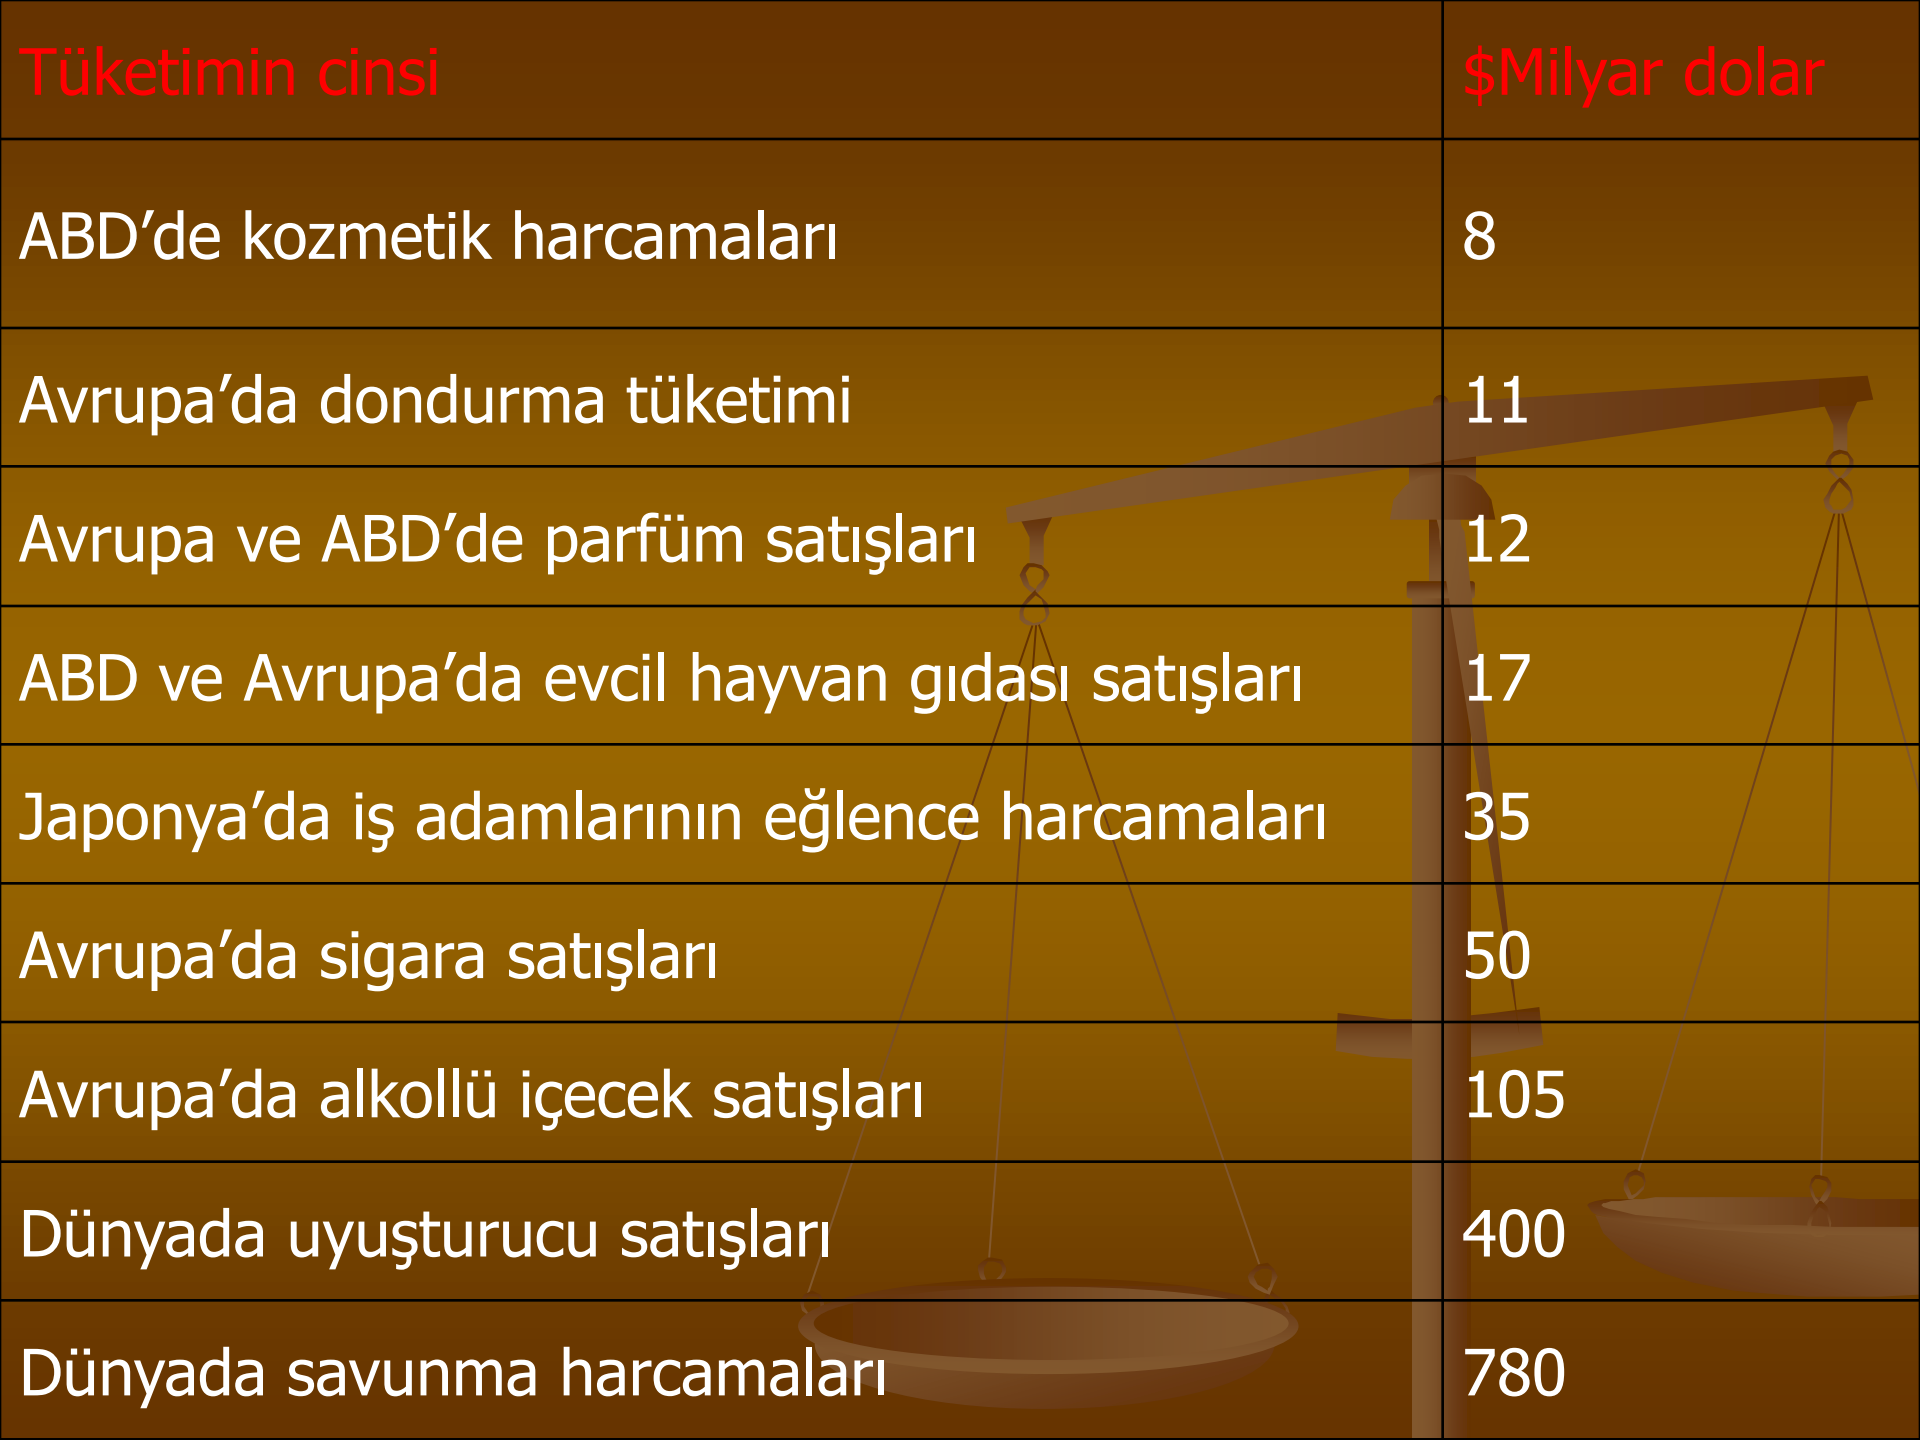 Tüketimin cinsi $Milyar dolar
ABD’de kozmetik harcamaları 8
Avrupa’da dondurma tüketimi 11
Avrupa ve ABD’de parfüm satışları 12
ABD ve Avrupa’da evcil hayvan gıdası satışları 17
Japonya’da iş adamlarının eğlence harcamaları 35
Avrupa’da sigara satışları 50
Avrupa’da alkollü içecek satışları 105
Dünyada uyuşturucu satışları 400
Dünyada savunma harcamaları 780